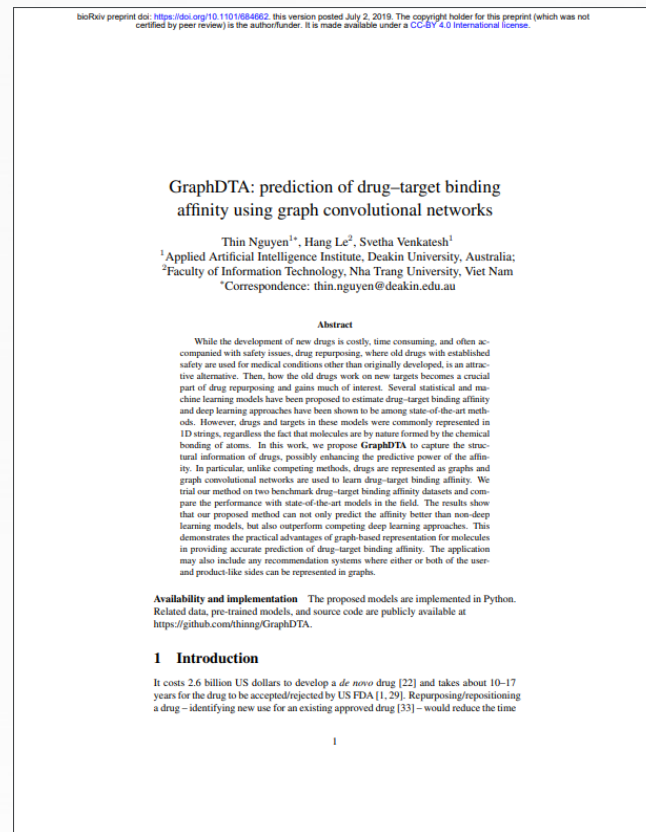 bioRxiv preprint doi: https://doi.org/10.1101/684662. this version posted July 2, 2019. The copyright holder for this preprint (which was not
certified by peer review) is the author/funder. It is made available under a CC-BY 4.0 International license.
GraphDTA: prediction of drug–target binding
affinity using graph convolutional networks
Thin Nguyen1*, Hang Le2, Svetha Venkatesh1
1Applied Artificial Intelligence Institute, Deakin University, Australia;
2Faculty of Information Technology, Nha Trang University, Viet Nam
*Correspondence: thin.nguyen@deakin.edu.au
Abstract
While the development of new drugs is costly, time consuming, and often ac-
companied with safety issues, drug repurposing, where old drugs with established
safety are used for medical conditions other than originally developed, is an attrac-
tive alternative. Then, how the old drugs work on new targets becomes a crucial
part of drug repurposing and gains much of interest. Several statistical and ma-
chine learning models have been proposed to estimate drug–target binding affinity
and deep learning approaches have been shown to be among state-of-the-art meth-
ods. However, drugs and targets in these models were commonly represented in
1D strings, regardless the fact that molecules are by nature formed by the chemical
bonding of atoms. In this work, we propose GraphDTA to capture the struc-
tural information of drugs, possibly enhancing the predictive power of the affin-
ity. In particular, unlike competing methods, drugs are represented as graphs and
graph convolutional networks are used to learn drug–target binding affinity. We
trial our method on two benchmark drug–target binding affinity datasets and com-
pare the performance with state-of-the-art models in the field. The results show
that our proposed method can not only predict the affinity better than non-deep
learning models, but also outperform competing deep learning approaches. This
demonstrates the practical advantages of graph-based representation for molecules
in providing accurate prediction of drug–target binding affinity. The application
may also include any recommendation systems where either or both of the user-
and product-like sides can be represented in graphs.
Availability and implementation The proposed models are implemented in Python.
Related data, pre-trained models, and source code are publicly available at
https://github.com/thinng/GraphDTA.
1 Introduction
It costs 2.6 billion US dollars to develop a de novo drug [22] and takes about 10–17
years for the drug to be accepted/rejected by US FDA [1, 29]. Repurposing/repositioning
a drug – identifying new use for an existing approved drug [33] – would reduce the time
1